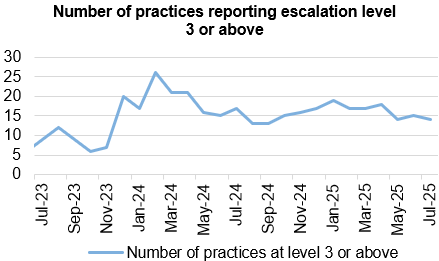 Number of practices reporting escalation level
3 or above
30
25
20
15
10
5
0
Jul-23
Sep-23
Nov-23
Jan-24
Mar-24
May-24
Jul-24
Sep-24
Nov-24
Jan-25
Mar-25
May-25
Jul-25
Number of practices at level 3 or above